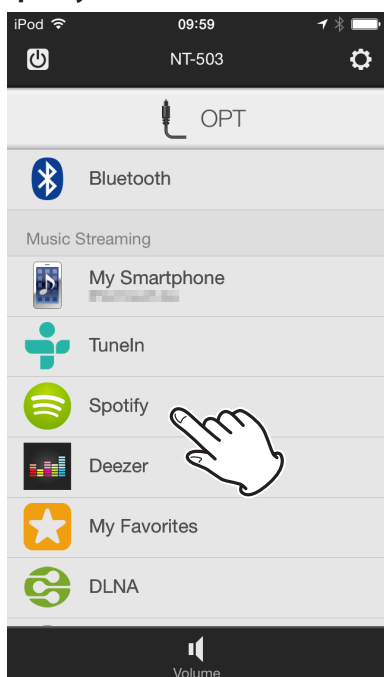 iPod 09:59
NT-503
OPT
Bluetooth
Music Streaming
My Smartphone
TuneIn
Spotify
Deezer
My Favorites
DLNA
Volume